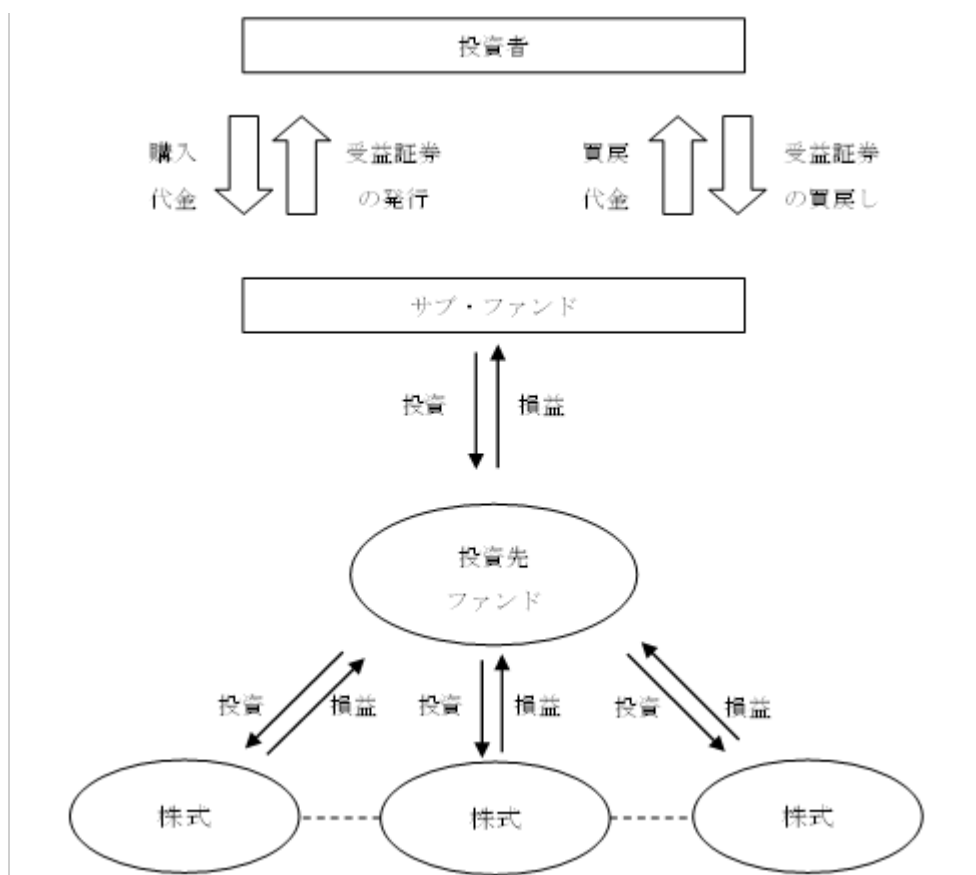 投資者
購入
代金
受益証券
の発行
買戻
代金
受益証券
の買戻し
サブ・ファンド
投資
損益
投資先
ファンド
投資
損益
投資
損益
投資
損益
株式
株式
株式